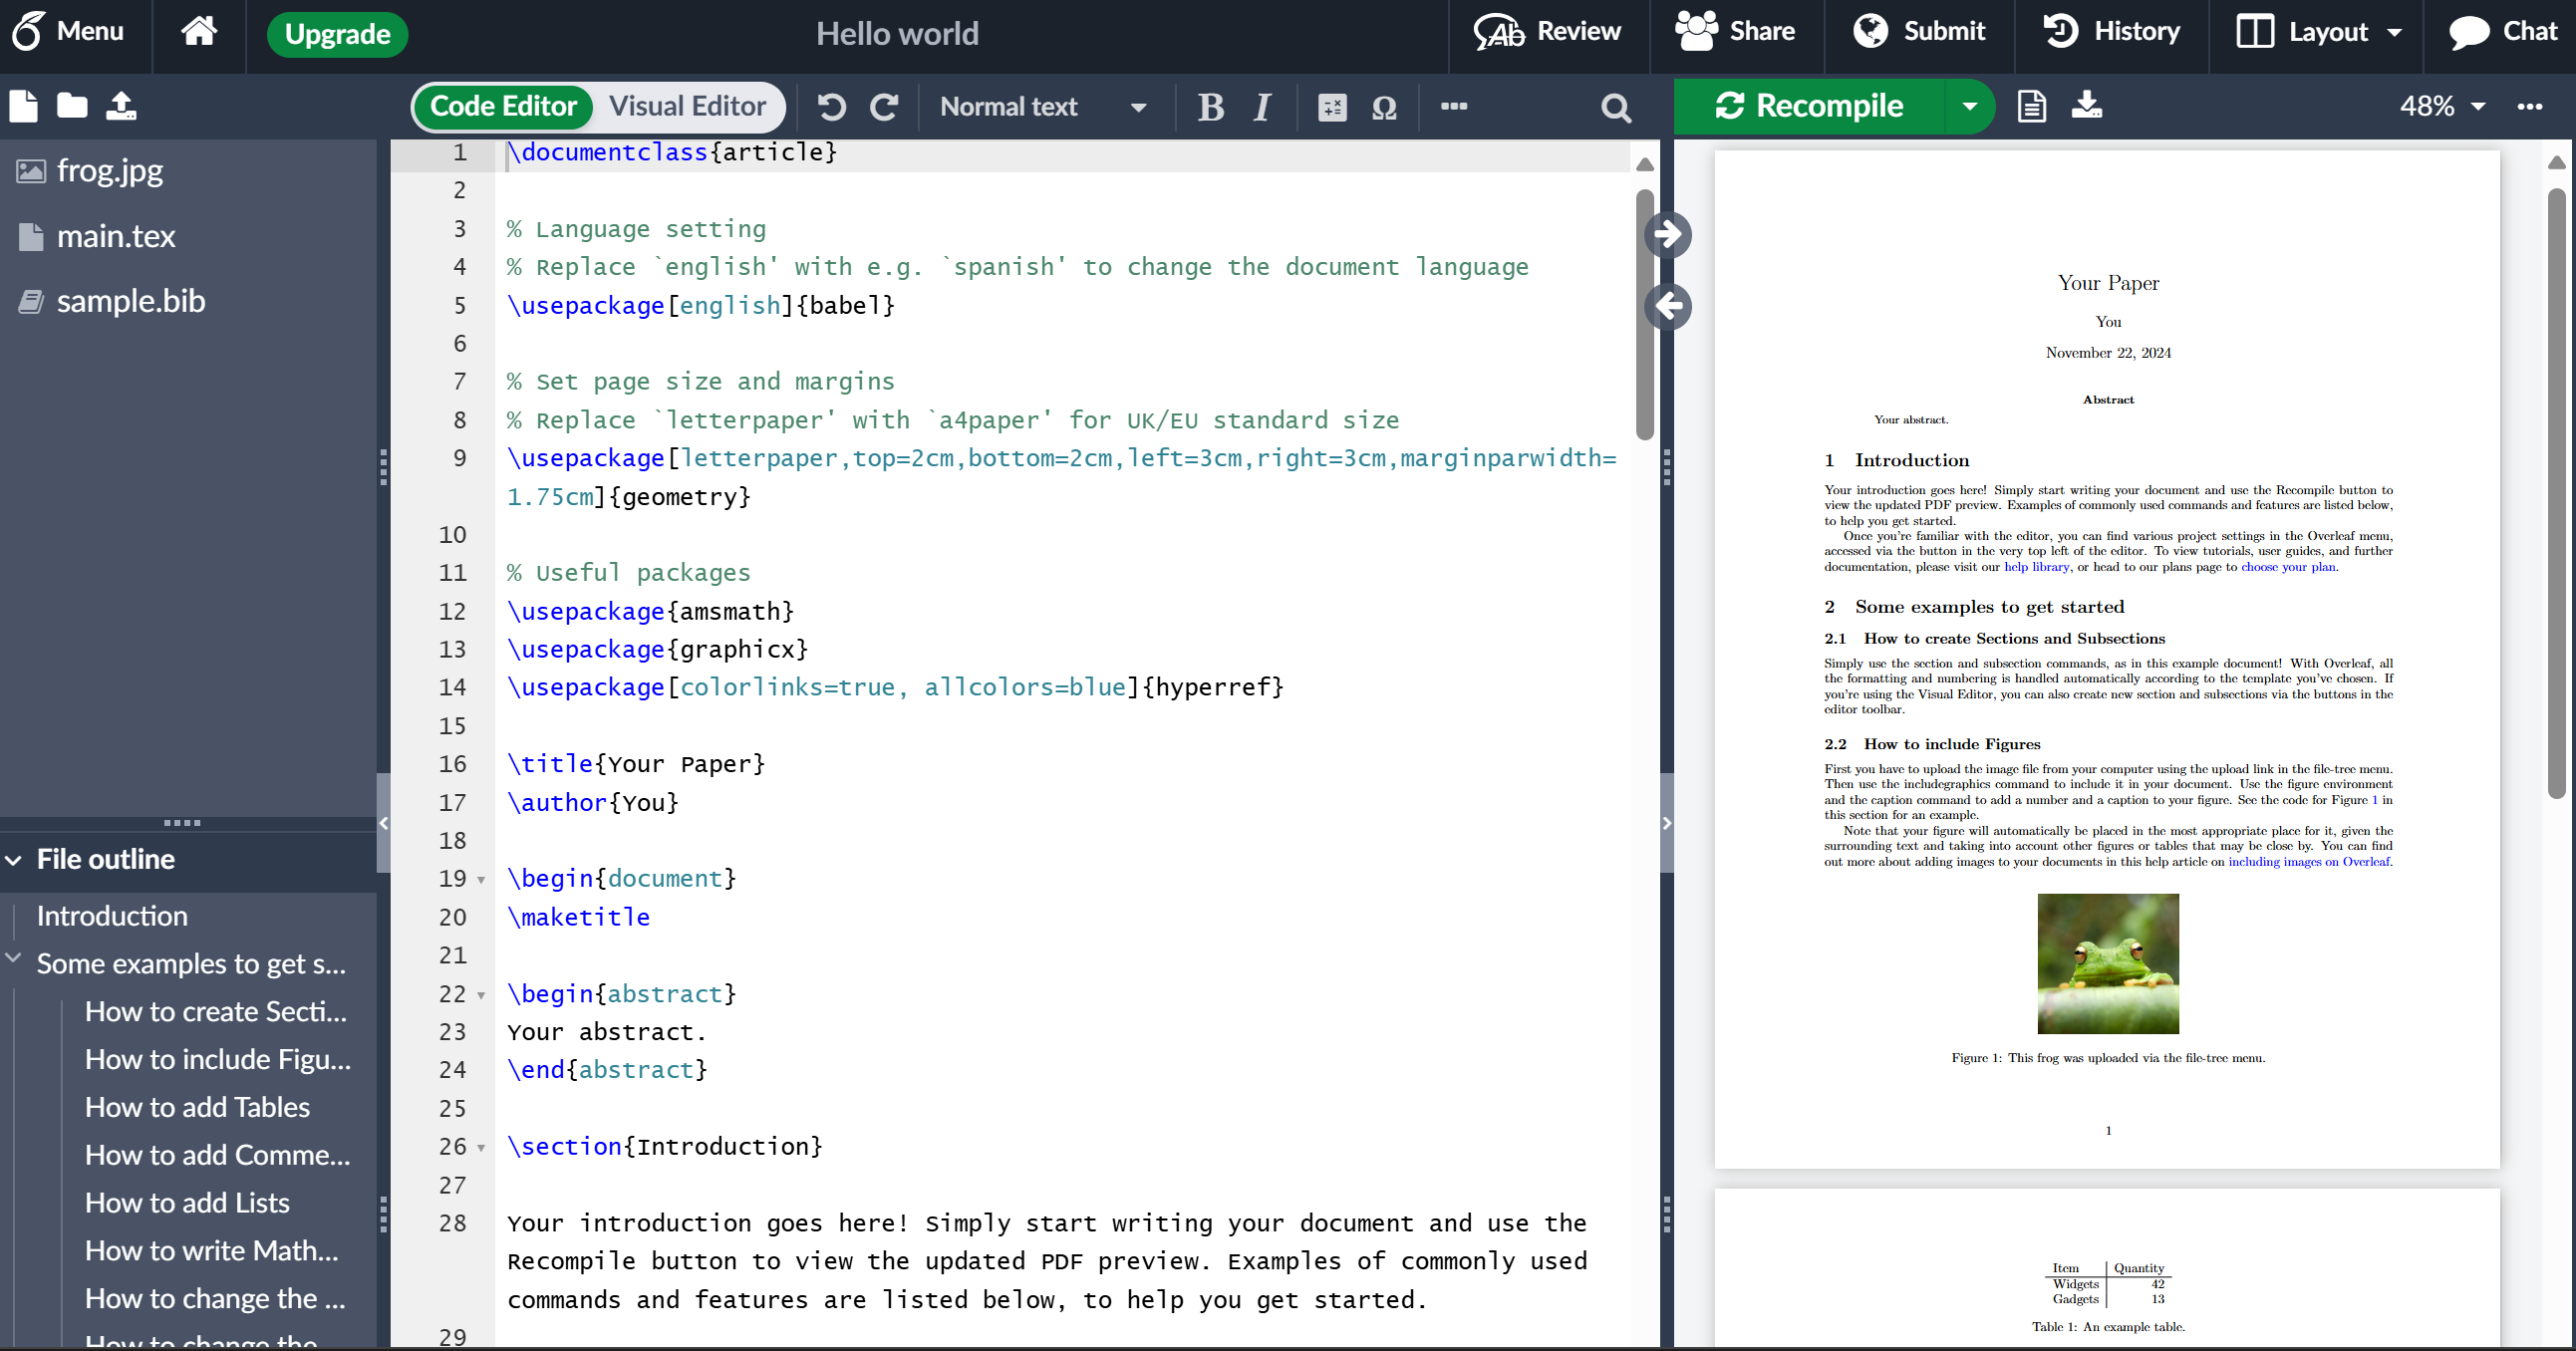 Menu
Upgrade
Hello world
Review
Share
Submit
History
Layout
Chat
Code Editor
Visual Editor
Normal text
B I
Ω
Recompile
48%
frog.jpg
main.tex
sample.bib
File outline
Introduction
Some examples to get s...
How to create Secti...
How to include Figu...
How to add Tables
How to add Comme...
How to add Lists
How to write Math...
How to change the ...
How to change the
1 \documentclass{article}
2
3 % Language setting
4 % Replace `english' with e.g. `spanish' to change the document language
5 \usepackage[english]{babel}
6
7 % Set page size and margins
8 % Replace `letterpaper' with `a4paper' for UK/EU standard size
9 \usepackage[letterpaper,top=2cm,bottom=2cm,left=3cm,right=3cm,marginparwidth=
1.75cm]{geometry}
10
11 % Useful packages
12 \usepackage{amsmath}
13 \usepackage{graphicx}
14 \usepackage[colorlinks=true, allcolors=blue]{hyperref}
15
16 \title{Your Paper}
17 \author{You}
18
19 \begin{document}
20 \maketitle
21
22 \begin{abstract}
23 Your abstract.
24 \end{abstract}
25
26 \section{Introduction}
27
28 Your introduction goes here! Simply start writing your document and use the
Recompile button to view the updated PDF preview. Examples of commonly used
commands and features are listed below, to help you get started.
29
Your Paper
You
November 22, 2024
Abstract
Your abstract.
1 Introduction
Your introduction goes here! Simply start writing your document and use the Recompile button to
view the updated PDF preview. Examples of commonly used commands and features are listed below,
to help you get started.
Once you're familiar with the editor, you can find various project settings in the Overleaf menu,
accessed via the button in the very top left of the editor. To view tutorials, user guides, and further
documentation, please visit our help library, or head to our plans page to choose your plan.
2 Some examples to get started
2.1 How to create Sections and Subsections
Simply use the section and subsection commands, as in this example document! With Overleaf, all
the formatting and numbering is handled automatically according to the template you've chosen. If
you're using the Visual Editor, you can also create new section and subsections via the buttons in the
editor toolbar.
2.2 How to include Figures
First you have to upload the image file from your computer using the upload link in the file-tree menu.
Then use the includegraphics command to include it in your document. Use the figure environment
and the caption command to add a number and a caption to your figure. See the code for Figure 1 in
this section for an example.
Note that your figure will automatically be placed in the most appropriate place for it, given the
surrounding text and taking into account other figures or tables that may be close by. You can find
out more about adding images to your documents in this help article on including images on Overleaf.
Figure 1: This frog was uploaded via the file-tree menu.
1
Item Quantity
Widgets 42
Gadgets 13
Table 1: An example table.